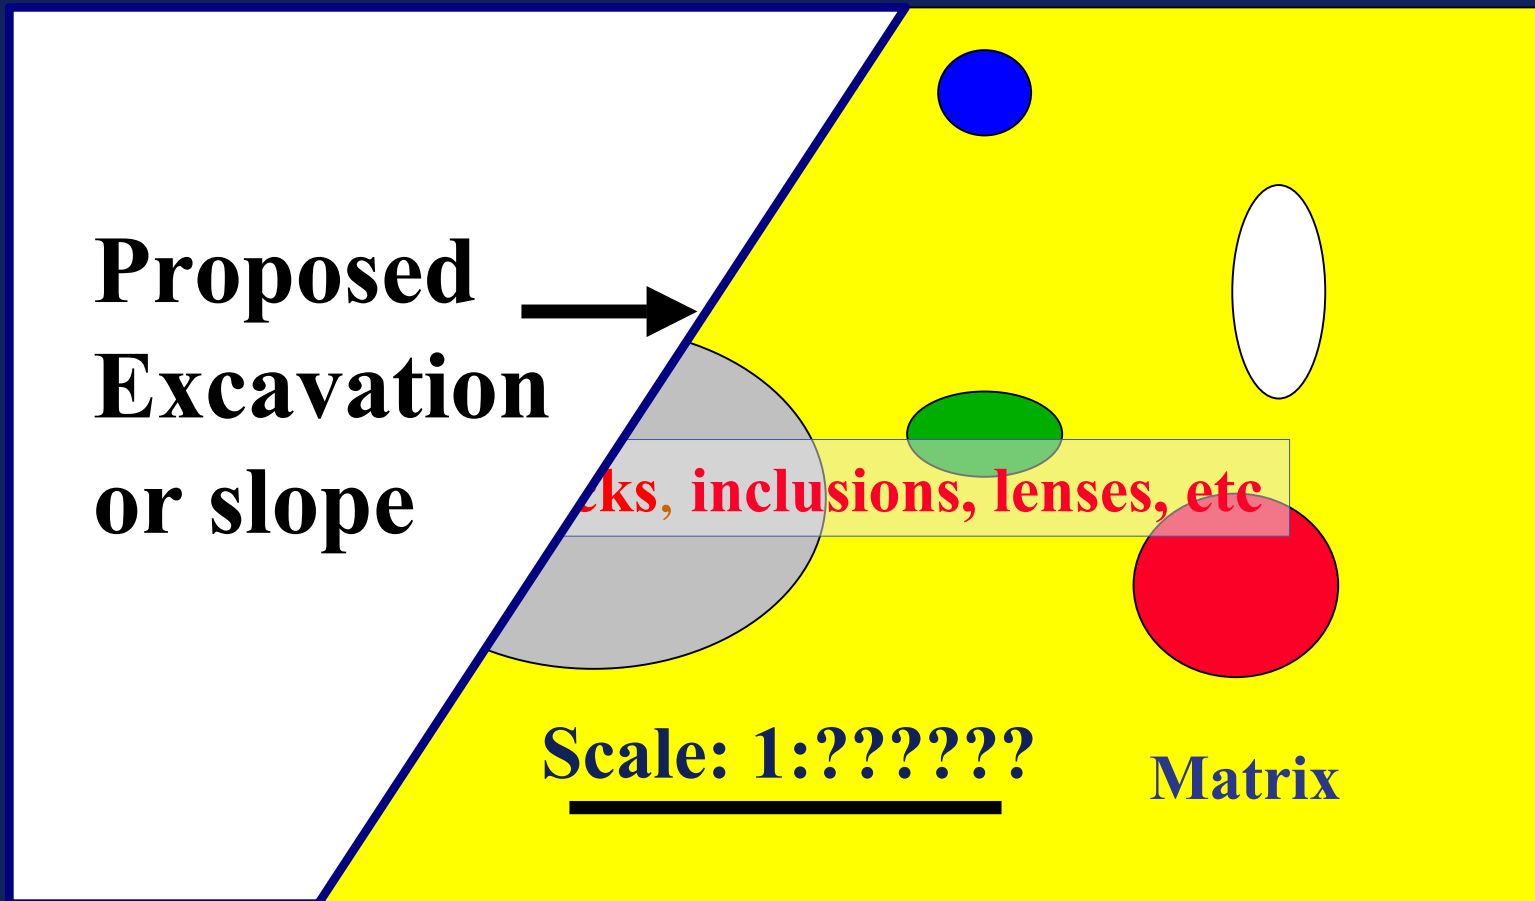 Proposed
Excavation
or slope
cks, inclusions, lenses, etc
Scale: 1:??????
Matrix